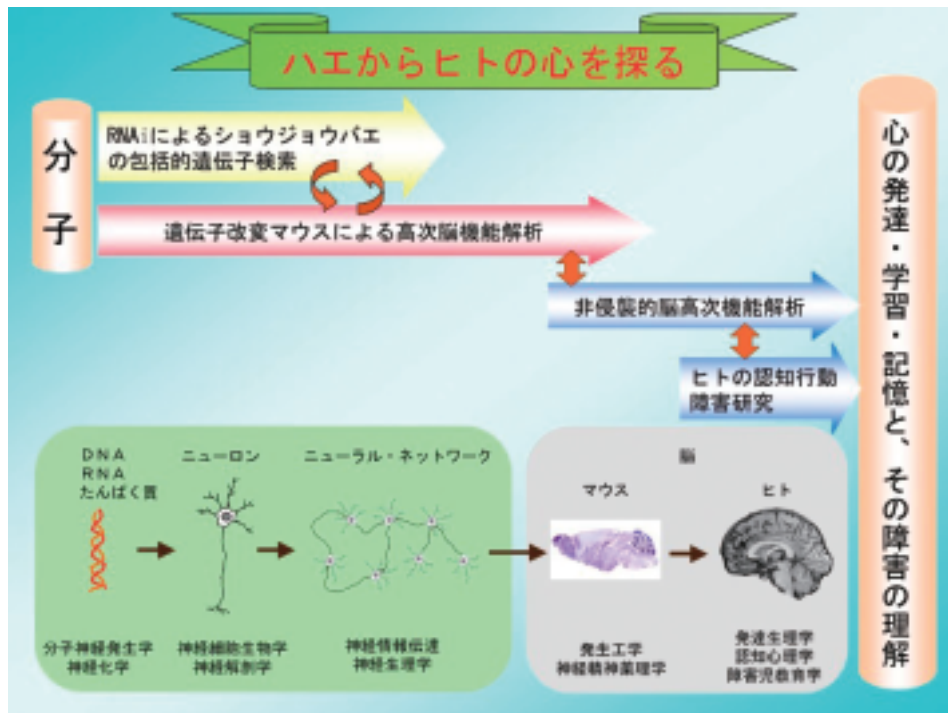 ハエからヒトの心を探る
分子
RNAiによるショウジョウバエ
の包括的遺伝子検索
遺伝子改変マウスによる高次脳機能解析
非侵襲的脳高次機能解析
ヒトの認知行動
障害研究
心の発達・学習・記憶と、その障害の理解
DNA
RNA
たんぱく質
ニューロン
ニューラル・ネットワーク
脳
マウス
ヒト
分子神経発生学
神経化学
神経細胞生物学
神経解剖学
神経情報伝達
神経生理学
発生工学
神経精神薬理学
発達生理学
認知心理学
障害児教育学